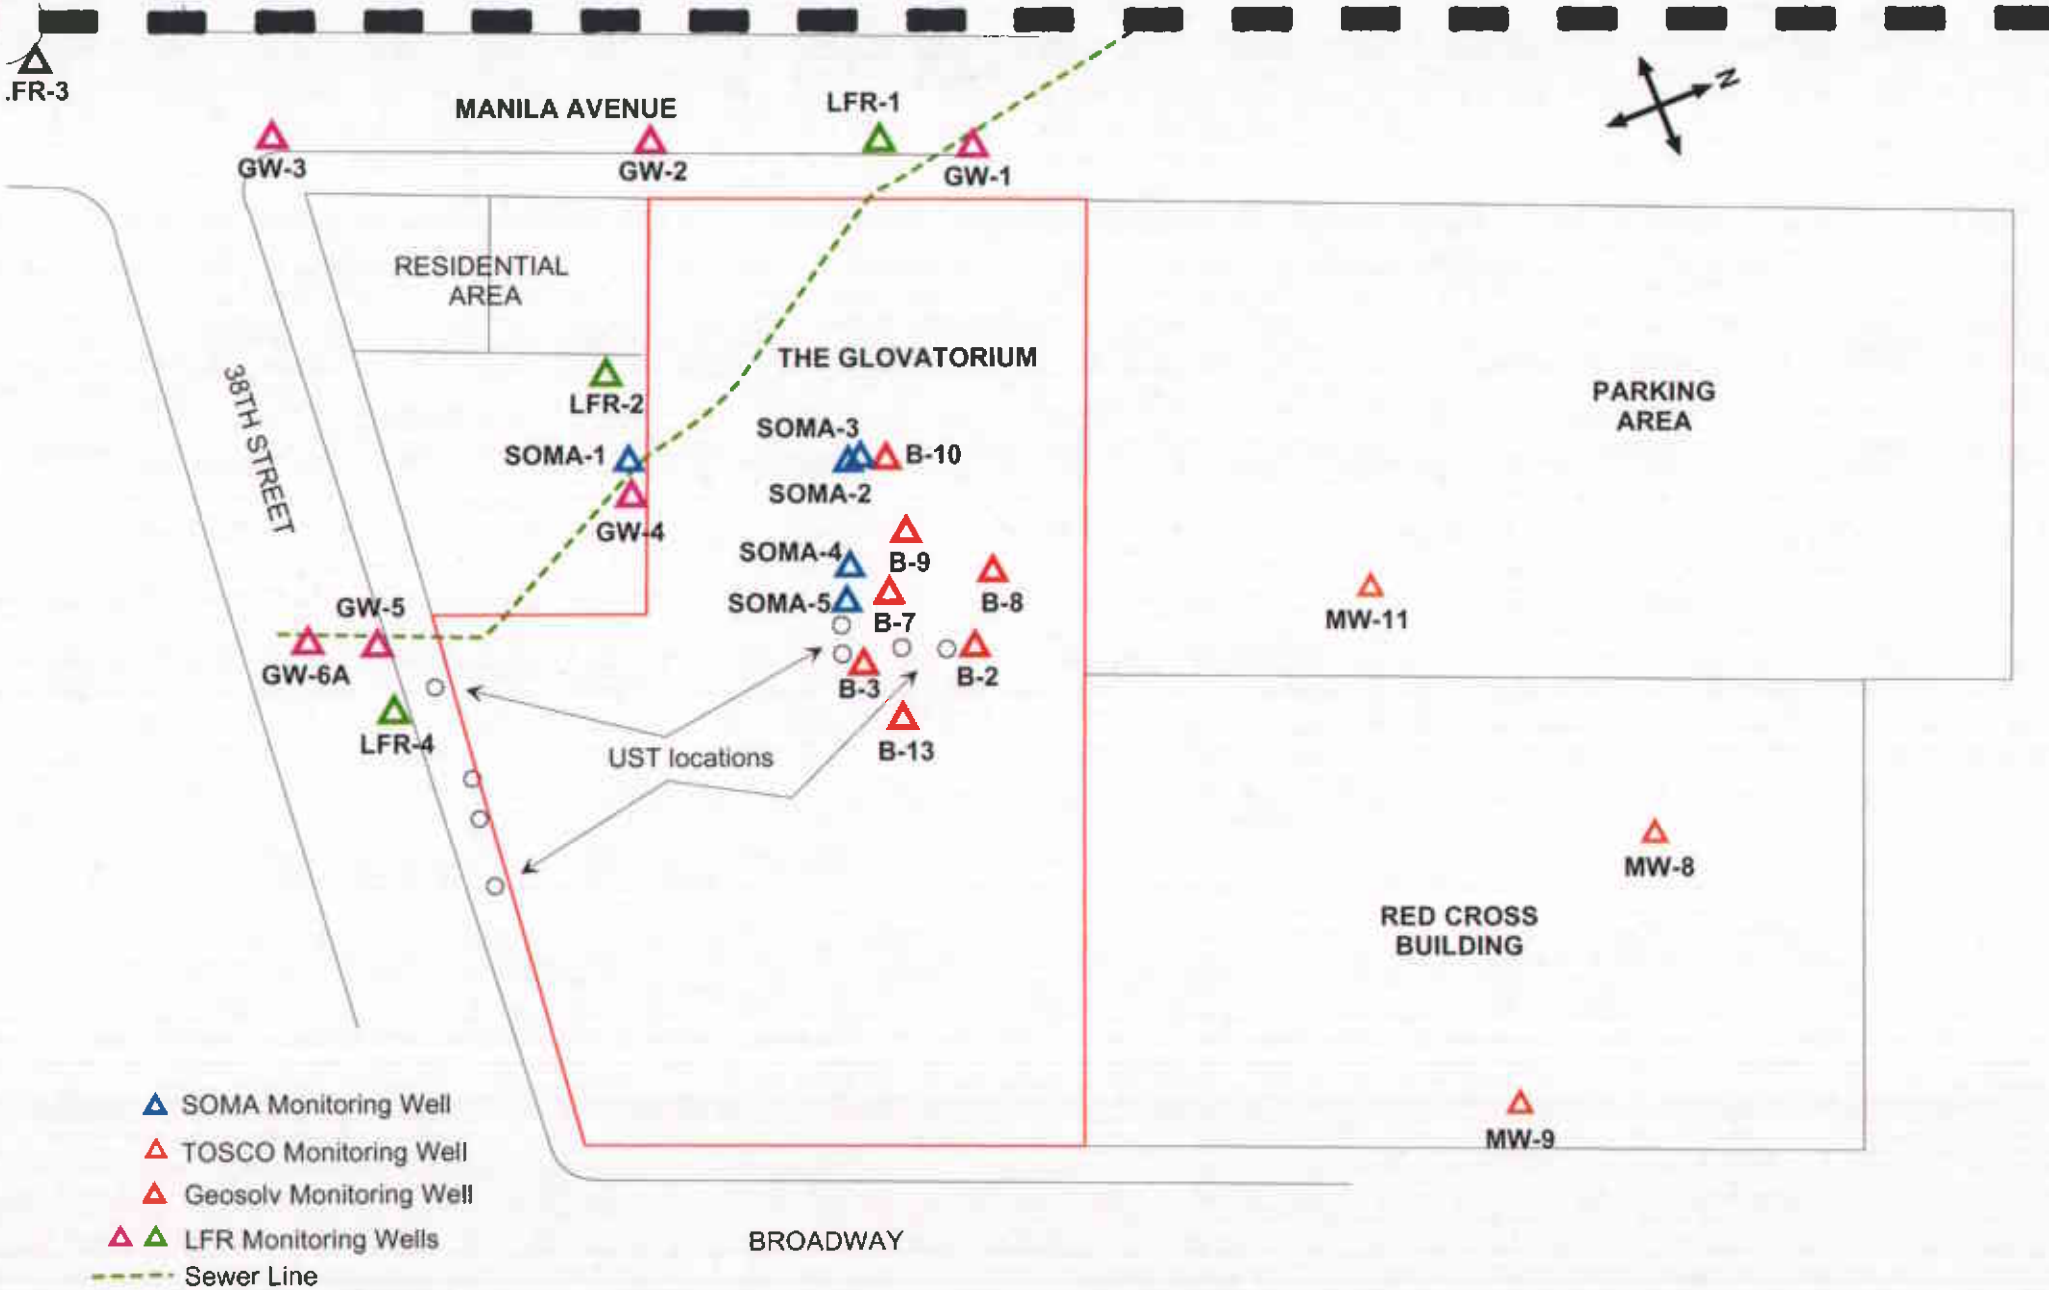 .FR-3
MANILA AVENUE
LFR-1
N
GW-3
GW-2
GW-1
RESIDENTIAL
AREA
THE GLOVATORIUM
38TH STREET
LFR-2
PARKING
AREA
SOMA-3
SOMA-1
B-10
SOMA-2
GW-4
SOMA-4
B-9
SOMA-5
B-8
GW-5
B-7
MW-11
GW-6A
B-3
B-2
LFR-4
B-13
UST locations
MW-8
RED CROSS
BUILDING
SOMA Monitoring Well
MW-9
TOSCO Monitoring Well
Geosolv Monitoring Well
LFR Monitoring Wells
BROADWAY
Sewer Line